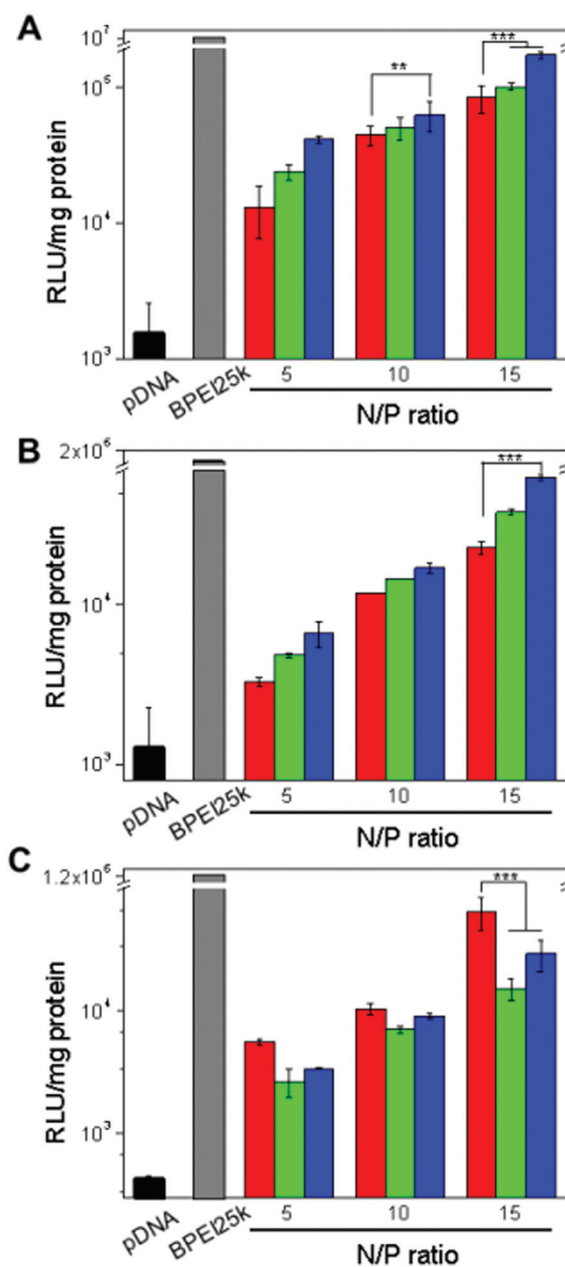 A
10⁷
***
10⁵
**
10⁴
10³
RLU/mg protein
pDNA
BPEI25k
5
10
15
N/P ratio
B
2x10⁶
***
10⁴
10³
RLU/mg protein
pDNA
BPEI25k
5
10
15
N/P ratio
C
1.2x10⁶
***
10⁴
10³
RLU/mg protein
pDNA
BPEI25k
5
10
15
N/P ratio